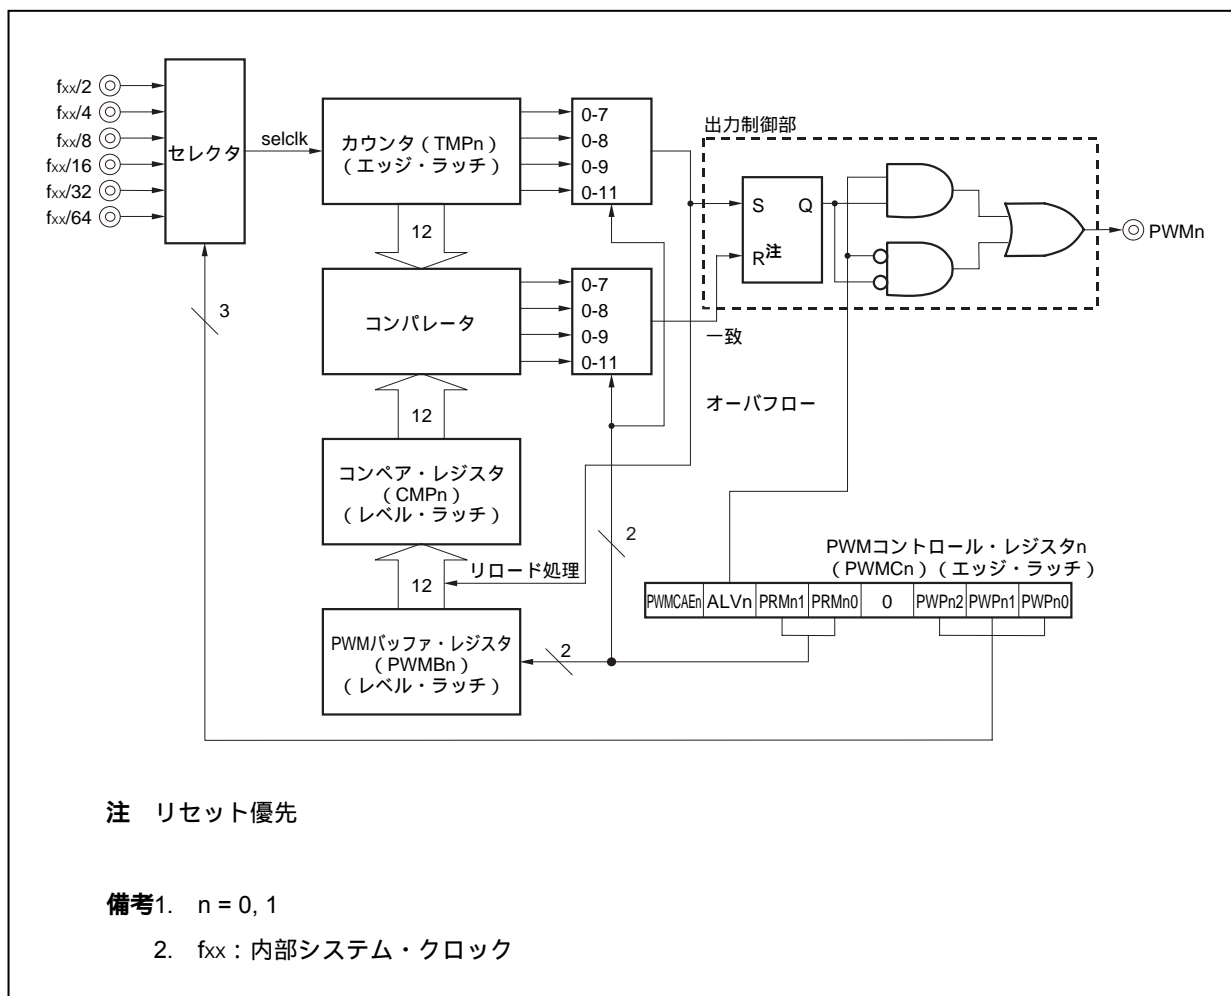 fxx/2
fxx/4
fxx/8
fxx/16
fxx/32
fxx/64
セレクタ
selclk
カウンタ（TMPn）
（エッジ・ラッチ）
0-7
0-8
0-9
0-11
12
コンパレータ
0-7
0-8
0-9
0-11
出力制御部
S Q
R注
PWMn
3
一致
オーバフロー
12
コンペア・レジスタ
（CMPn）
（レベル・ラッチ）
2
12
リロード処理
PWMコントロール・レジスタn
（PWMCn）（エッジ・ラッチ）
PWMCAEn ALVn PRMn1 PRMn0 0 PWPn2 PWPn1 PWPn0
PWMバッファ・レジスタ
（PWMBn）
（レベル・ラッチ）
2
注 リセット優先
備考1. n = 0, 1
2. fxx：内部システム・クロック